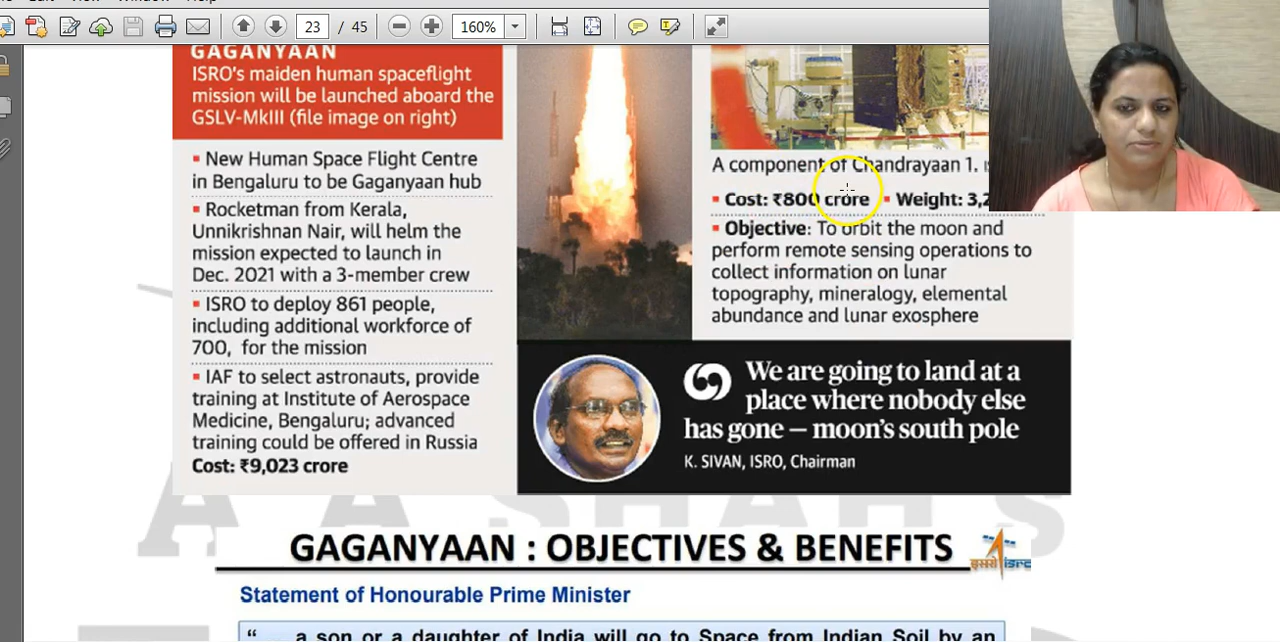 23 / 45
160%
GAGANYAAN
ISRO's maiden human spaceflight
mission will be launched aboard the
GSLV-MkIII (file image on right)
New Human Space Flight Centre
in Bengaluru to be Gaganyaan hub
Rocketman from Kerala,
Unnikrishnan Nair, will helm the
mission expected to launch in
Dec. 2021 with a 3-member crew
ISRO to deploy 861 people,
including additional workforce of
700, for the mission
IAF to select astronauts, provide
training at Institute of Aerospace
Medicine, Bengaluru; advanced
training could be offered in Russia
Cost: ₹9,023 crore
A component of Chandrayaan 1.
Cost: ₹800 crore Weight: 3,2
Objective: To orbit the moon and
perform remote sensing operations to
collect information on lunar
topography, mineralogy, elemental
abundance and lunar exosphere
We are going to land at a
place where nobody else
has gone — moon's south pole
K. SIVAN, ISRO, Chairman
AASHAH'S
GAGANYAAN : OBJECTIVES & BENEFITS
इसरो isro
Statement of Honourable Prime Minister
“ ... a son or a daughter of India will go to Space from Indian Soil by an